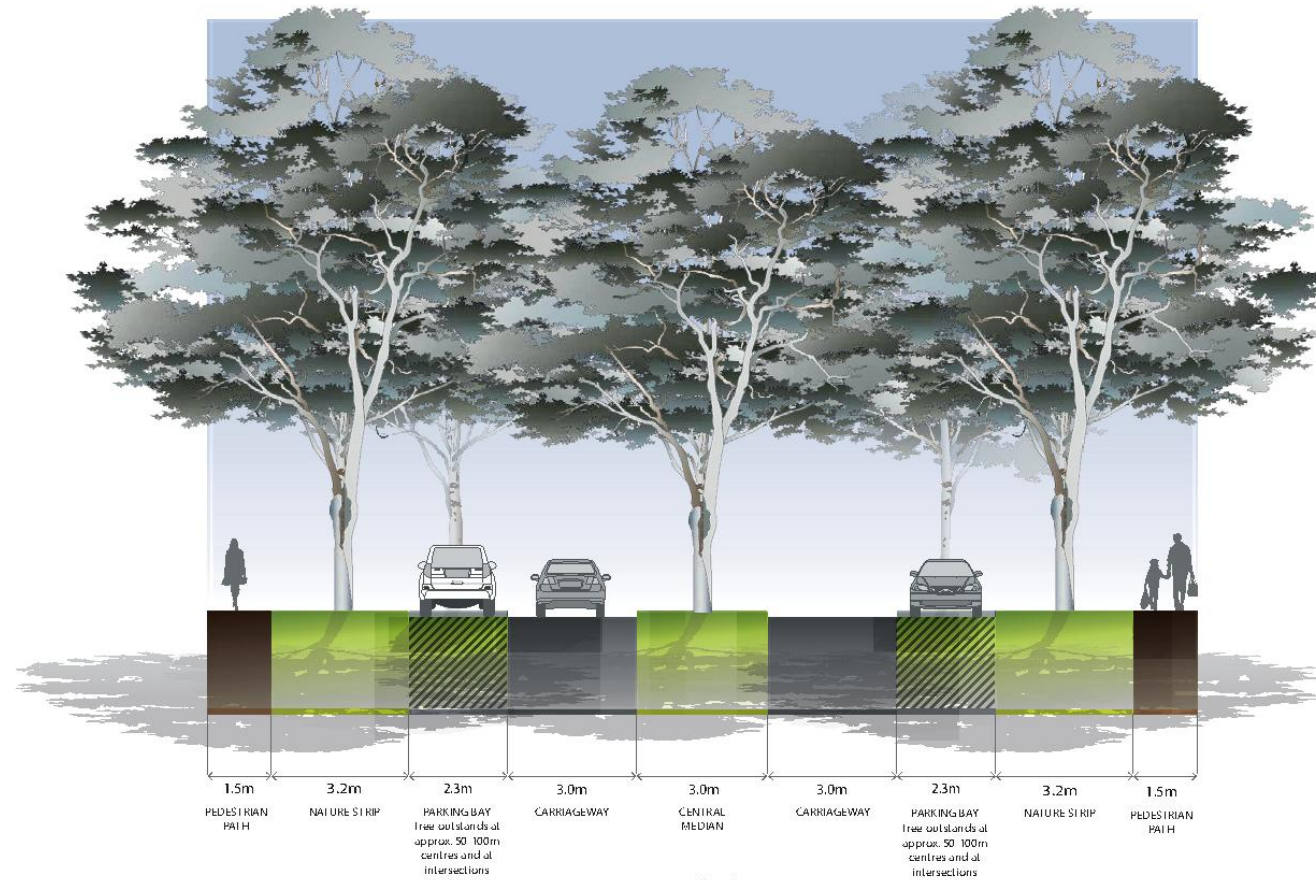 1.5m
PEDESTRIAN
PATH
3.2m
NATURE STRIP
2.3m
PARKING BAY
Tree outstands at
approx. 50-100m
centres and at
intersections
3.0m
CARRIAGEWAY
3.0m
CENTRAL
MEDIAN
3.0m
CARRIAGEWAY
2.3m
PARKING BAY
Tree outstands at
approx. 50-100m
centres and at
intersections
3.2m
NATURE STRIP
1.5m
PEDESTRIAN
PATH